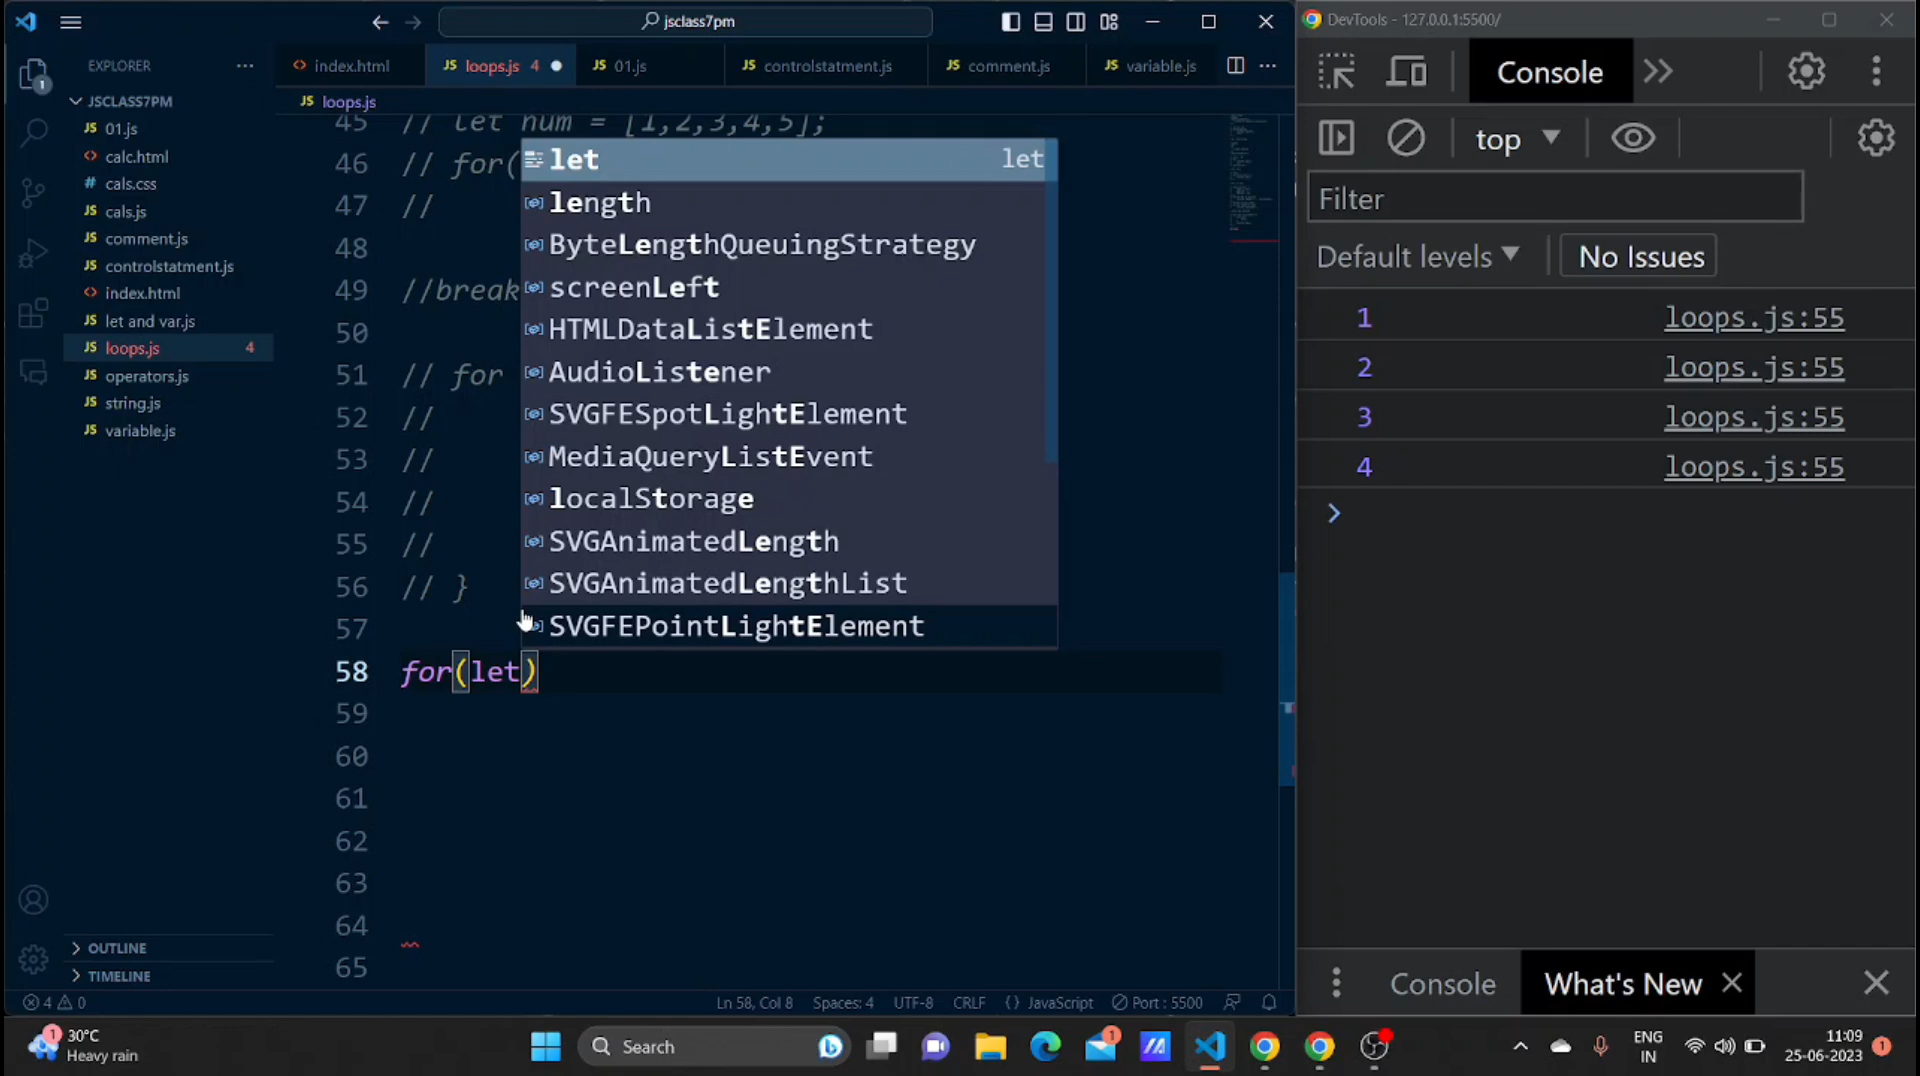 jsclass7pm
DevTools - 127.0.0.1:5500/
EXPLORER
index.html
loops.js 4
01.js
controlstatment.js
comment.js
variable.js
Console
JS loops.js
JSCLASS7PM
JS 01.js
calc.html
cals.css
JS cals.js
JS comment.js
JS controlstatment.js
index.html
JS let and var.js
JS loops.js 4
JS operators.js
JS string.js
JS variable.js
OUTLINE
TIMELINE
45 // let num = [1,2,3,4,5];
46 // for(
47 //
48
49 //break
50
51 // for
52 //
53 //
54 //
55 //
56 // }
57
58 for(let)
59
60
61
62
63
64
65
let let
length
ByteLengthQueuingStrategy
screenLeft
HTMLDataListElement
AudioListener
SVGFESpotLightElement
MediaQueryListEvent
localStorage
SVGAnimatedLength
SVGAnimatedLengthList
SVGFEPointLightElement
top
Filter
Default levels
No Issues
1 loops.js:55
2 loops.js:55
3 loops.js:55
4 loops.js:55
Console
What's New
4 0
Ln 58, Col 8
Spaces: 4
UTF-8
CRLF
{} JavaScript
Port : 5500
30°C
Heavy rain
Search
ENG
IN
11:09
25-06-2023